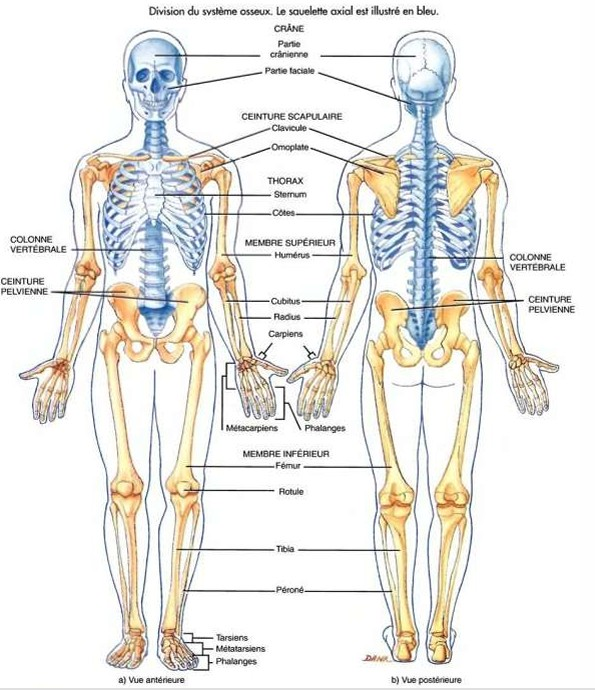 Division du système osseux. Le sauelette axial est illustré en bleu.
CRÂNE
Partie
crânienne
Partie faciale
CEINTURE SCAPULAIRE
Clavicule
Omoplate
THORAX
Sternum
Côtes
COLONNE
VERTÉBRALE
MEMBRE SUPÉRIEUR
Humérus
COLONNE
VERTÉBRALE
CEINTURE
PELVIENNE
Cubitus
CEINTURE
PELVIENNE
Radius
Carpiens
Métacarpiens
Phalanges
MEMBRE INFÉRIEUR
Fémur
Rotule
Tibia
Péroné
Tarsiens
Métatarsiens
Phalanges
DANA
a) Vue antérieure
b) Vue postérieure